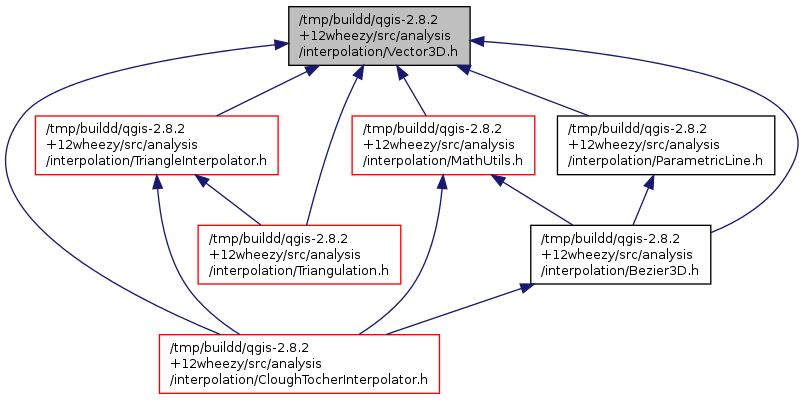 /tmp/buildd/qgis-2.8.2
+12wheezy/src/analysis
/interpolation/Vector3D.h
/tmp/buildd/qgis-2.8.2
+12wheezy/src/analysis
/interpolation/TriangleInterpolator.h
/tmp/buildd/qgis-2.8.2
+12wheezy/src/analysis
/interpolation/MathUtils.h
/tmp/buildd/qgis-2.8.2
+12wheezy/src/analysis
/interpolation/ParametricLine.h
/tmp/buildd/qgis-2.8.2
+12wheezy/src/analysis
/interpolation/Triangulation.h
/tmp/buildd/qgis-2.8.2
+12wheezy/src/analysis
/interpolation/Bezier3D.h
/tmp/buildd/qgis-2.8.2
+12wheezy/src/analysis
/interpolation/CloughTocherInterpolator.h